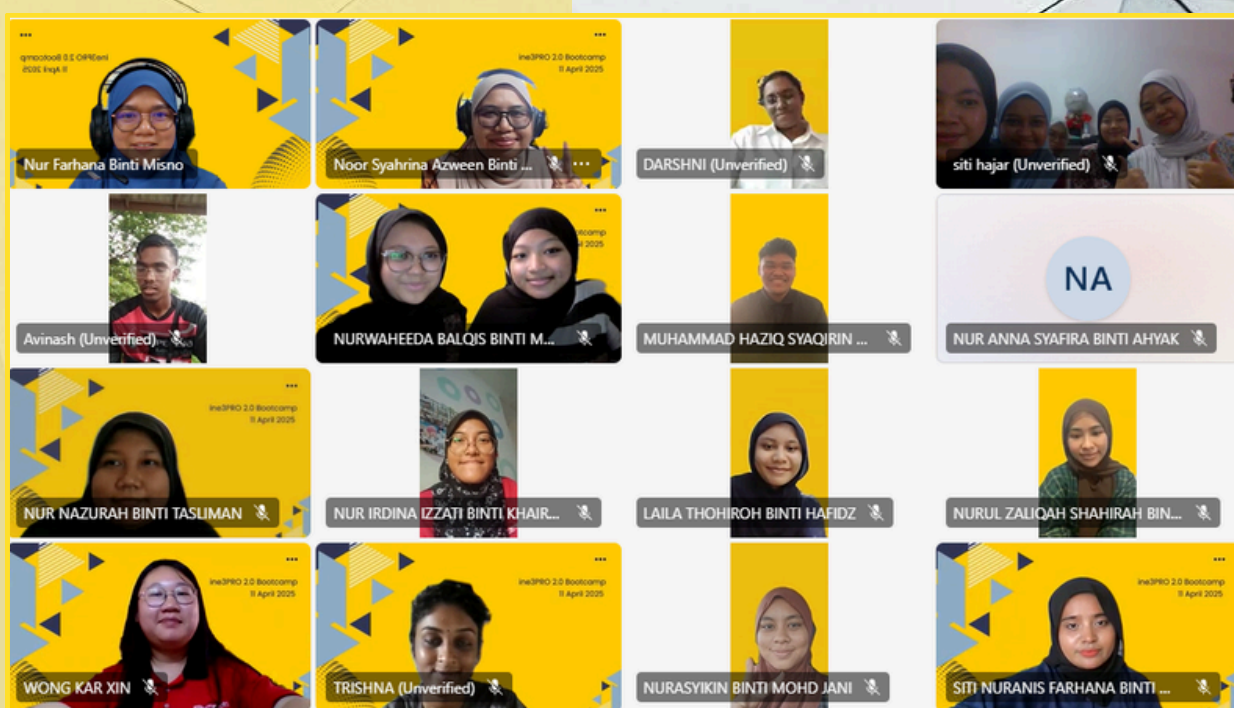 Ine3PRO 2.0 Bootcamp
11 April 2025
Nur Farhana Binti Misno
ine3PRO 2.0 Bootcamp
11 April 2025
Noor Syahrina Azween Binti ...
DARSHNI (Unverified)
siti hajar (Unverified)
Avinash (Unverified)
otcamp
2025
NURWAHEEDA BALQIS BINTI M...
MUHAMMAD HAZIQ SYAQIRIN ...
NA
NUR ANNA SYAFIRA BINTI AHYAK
ine3PRO 2.0 Bootcamp
11 April 2025
NUR NAZURAH BINTI TASLIMAN
NUR IRDINA IZZATI BINTI KHAIR...
LAILA THOHIROH BINTI HAFIDZ
NURUL ZALIQAH SHAHIRAH BIN...
ine3PRO 2.0 Bootcamp
11 April 2025
WONG KAR XIN
ine3PRO 2.0 Bootcamp
11 April 2025
TRISHNA (Unverified)
NURASYIKIN BINTI MOHD JANI
ine3PRO 2.0 Bootcamp
11 April 2025
SITI NURANIS FARHANA BINTI ...